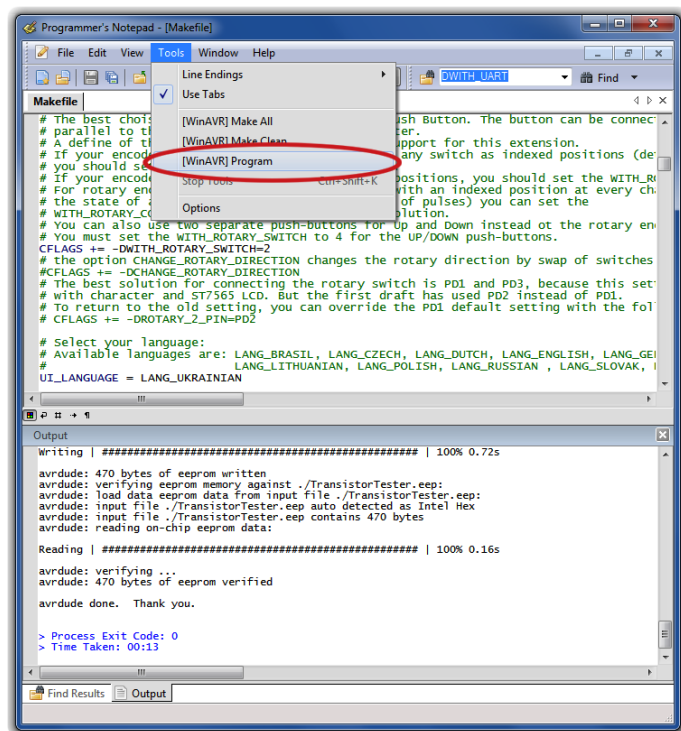 Programmer's Notepad - [Makefile]
File Edit View Tools Window Help
DWITH_UART Find
Line Endings
Use Tabs
[WinAVR] Make All
[WinAVR] Make Clean
[WinAVR] Program
Stop Tools Ctrl+Shift+K
Options
Makefile
# The best chois ush Button. The button can be connec
# parallel to th er.
# A define of th upport for this extension.
# If your encode any switch as indexed positions (de
# you should se
# If your encode positions, you should set the WITH_R
# For rotary en with an indexed position at every ch
# the state of a of pulses) you can set the
# WITH_ROTARY_CO olution.
# You can also use two separate push-buttons for Up and Down instead ot the rotary en
# You must set the WITH_ROTARY_SWITCH to 4 for the UP/DOWN push-buttons.
CFLAGS += -DWITH_ROTARY_SWITCH=2
# the option CHANGE_ROTARY_DIRECTION changes the rotary direction by swap of switches
#CFLAGS += -DCHANGE_ROTARY_DIRECTION
# The best solution for connecting the rotary switch is PD1 and PD3, because this set
# with character and ST7565 LCD. But the first draft has used PD2 instead of PD1.
# To return to the old setting, you can override the PD1 default setting with the fol
# CFLAGS += -DROTARY_2_PIN=PD2
# Select your language:
# Available languages are: LANG_BRASIL, LANG_CZECH, LANG_DUTCH, LANG_ENGLISH, LANG_GE
# LANG_LITHUANIAN, LANG_POLISH, LANG_RUSSIAN , LANG_SLOVAK,
UI_LANGUAGE = LANG_UKRAINIAN
Output
Writing | ################################################## | 100% 0.72s
avrdude: 470 bytes of eeprom written
avrdude: verifying eeprom memory against ./TransistorTester.eep:
avrdude: load data eeprom data from input file ./TransistorTester.eep:
avrdude: input file ./TransistorTester.eep auto detected as Intel Hex
avrdude: input file ./TransistorTester.eep contains 470 bytes
avrdude: reading on-chip eeprom data:
Reading | ################################################## | 100% 0.16s
avrdude: verifying ...
avrdude: 470 bytes of eeprom verified
avrdude done. Thank you.
> Process Exit Code: 0
> Time Taken: 00:13
Find Results Output